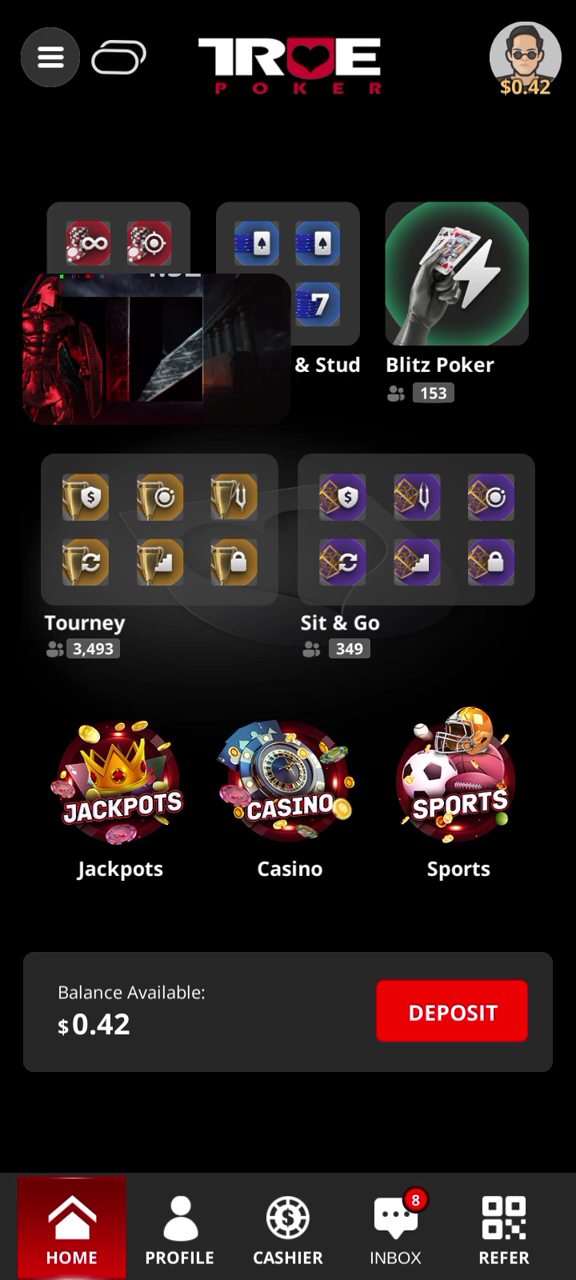 TRUE
POKER
$0.42
7
& Stud
Blitz Poker
153
Tourney
3,493
Sit & Go
349
JACKPOTS
CASINO
SPORTS
Jackpots
Casino
Sports
Balance Available:
$0.42
DEPOSIT
8
HOME
PROFILE
CASHIER
INBOX
REFER